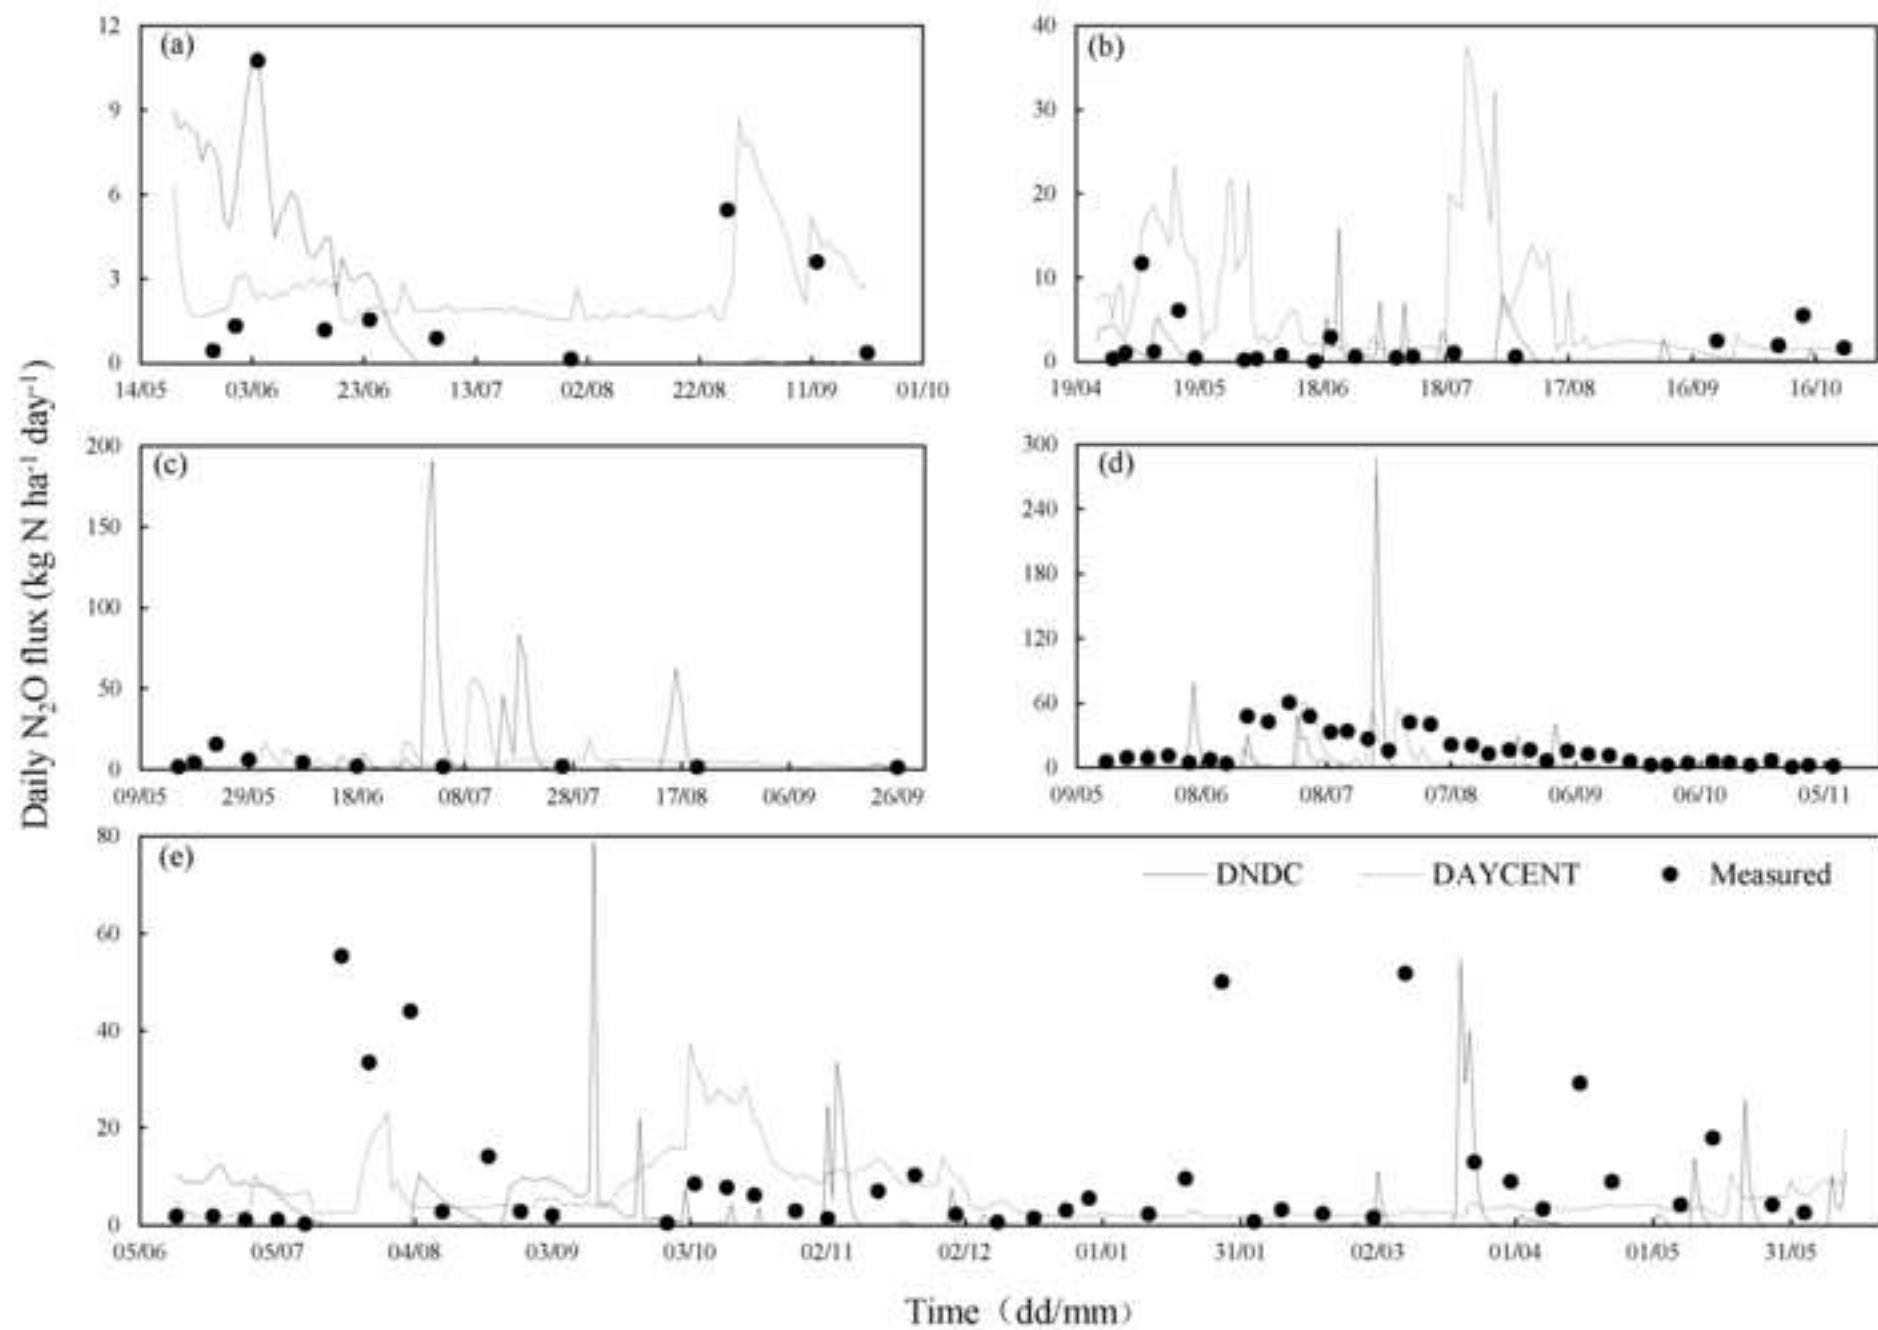 Daily N₂O flux (kg N ha⁻¹ day⁻¹)
(a)
12
9
6
3
0
14/05 03/06 23/06 13/07 02/08 22/08 11/09 01/10
(b)
40
30
20
10
0
19/04 19/05 18/06 18/07 17/08 16/09 16/10
(c)
200
150
100
50
0
09/05 29/05 18/06 08/07 28/07 17/08 06/09 26/09
(d)
300
240
180
120
60
0
09/05 08/06 08/07 07/08 06/09 06/10 05/11
(e)
DNDC DAYCENT Measured
80
60
40
20
0
05/06 05/07 04/08 03/09 03/10 02/11 02/12 01/01 31/01 02/03 01/04 01/05 31/05
Time（dd/mm）